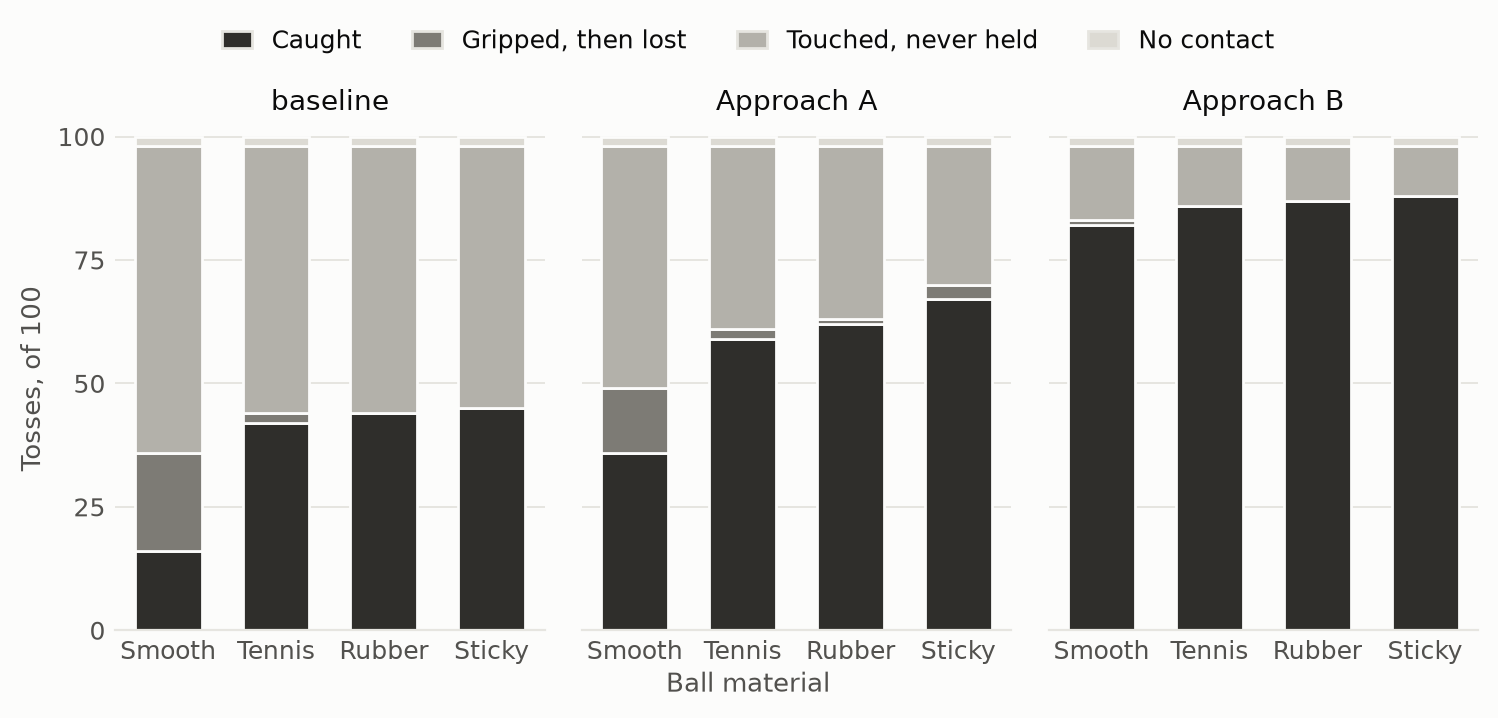 Caught Gripped, then lost Touched, never held No contact
baseline Approach A Approach B
100
75
50
25
0
Tosses, of 100
Smooth Tennis Rubber Sticky Smooth Tennis Rubber Sticky Smooth Tennis Rubber Sticky
Ball material